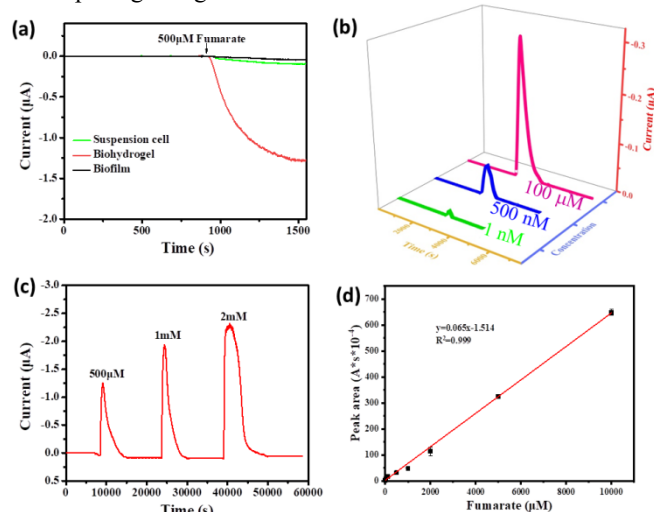 (a)
500μM Fumarate
0.0
-0.5
-1.0
-1.5
-2.0
Current (μA)
Suspension cell
Biohydrogel
Biofilm
0 500 1000 1500
Time (s)
(b)
-0.3
-0.2
-0.1
0.0
Current (μA)
100 μM
500 nM
1 nM
2000
4000
6000
Time (s)
Concentration
(c)
-3.0
-2.5
-2.0
-1.5
-1.0
-0.5
0.0
0.5
Current (μA)
500μM
1mM
2mM
0 10000 20000 30000 40000 50000 60000
Time (s)
(d)
700
600
500
400
300
200
100
0
Peak area (A*s*10⁻⁴)
y=0.065x-1.514
R²=0.999
0 2000 4000 6000 8000 10000
Fumarate (μM)